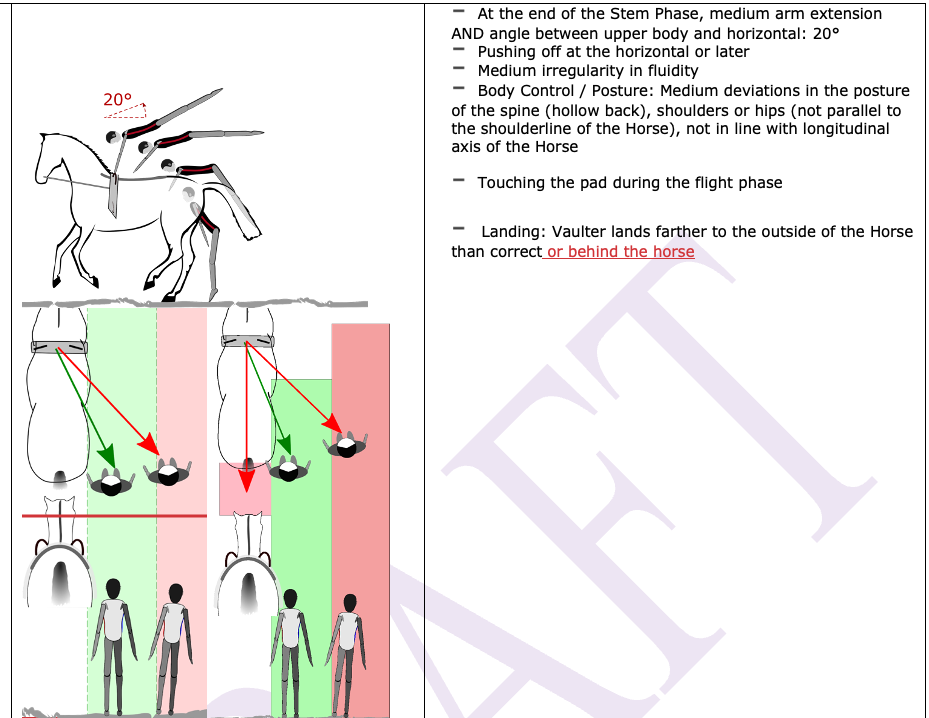 – At the end of the Stem Phase, medium arm extension
AND angle between upper body and horizontal: 20°
– Pushing off at the horizontal or later
– Medium irregularity in fluidity
– Body Control / Posture: Medium deviations in the posture
of the spine (hollow back), shoulders or hips (not parallel to
the shoulderline of the Horse), not in line with longitudinal
axis of the Horse
– Touching the pad during the flight phase
– Landing: Vaulter lands farther to the outside of the Horse
than correct or behind the horse
20°
AFT